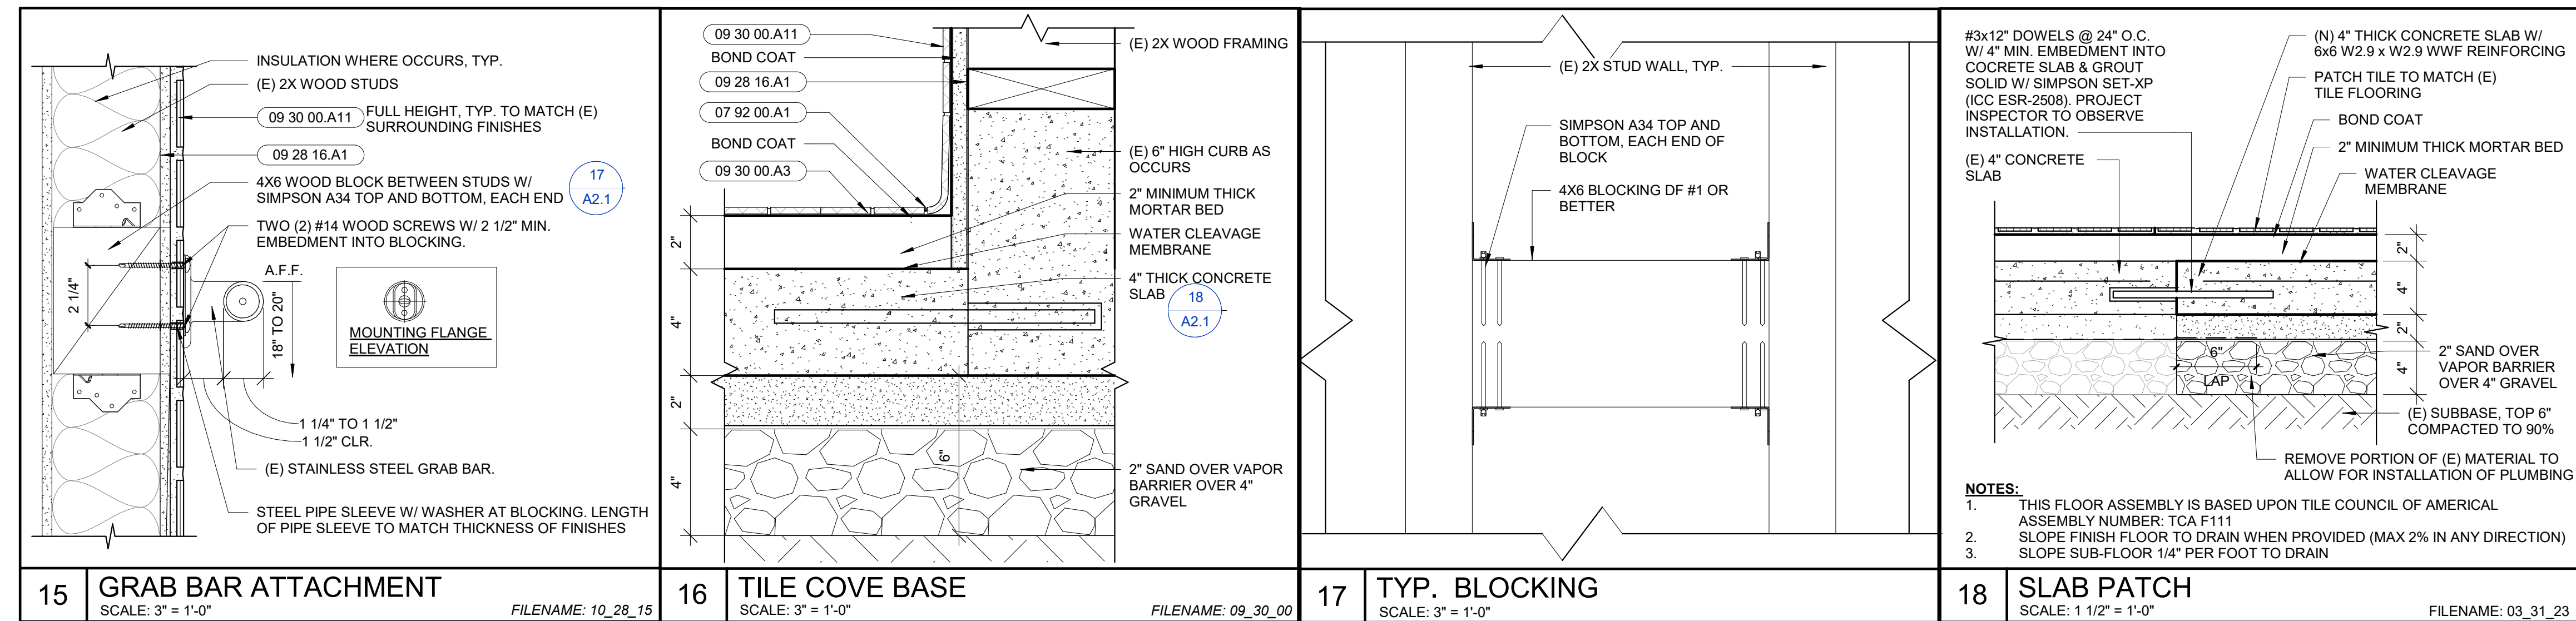 INSULATION WHERE OCCURS, TYP.
(E) 2X WOOD STUDS
09 30 00.A11
FULL HEIGHT, TYP. TO MATCH (E)
SURROUNDING FINISHES
09 28 16.A1
4X6 WOOD BLOCK BETWEEN STUDS W/
SIMPSON A34 TOP AND BOTTOM, EACH END
17
A2.1
TWO (2) #14 WOOD SCREWS W/ 2 1/2" MIN.
EMBEDMENT INTO BLOCKING.
A.F.F.
2 1/4"
18" TO 20"
MOUNTING FLANGE
ELEVATION
1 1/4" TO 1 1/2"
1 1/2" CLR.
(E) STAINLESS STEEL GRAB BAR.
STEEL PIPE SLEEVE W/ WASHER AT BLOCKING. LENGTH
OF PIPE SLEEVE TO MATCH THICKNESS OF FINISHES
15
GRAB BAR ATTACHMENT
SCALE: 3" = 1'-0"
FILENAME: 10_28_15
09 30 00.A11
BOND COAT
09 28 16.A1
07 92 00.A1
BOND COAT
09 30 00.A3
(E) 2X WOOD FRAMING
(E) 6" HIGH CURB AS
OCCURS
2" MINIMUM THICK
MORTAR BED
WATER CLEAVAGE
MEMBRANE
4" THICK CONCRETE
SLAB
18
A2.1
2"
4"
2"
4"
6"
2" SAND OVER VAPOR
BARRIER OVER 4"
GRAVEL
16
TILE COVE BASE
SCALE: 3" = 1'-0"
FILENAME: 09_30_00
(E) 2X STUD WALL, TYP.
SIMPSON A34 TOP AND
BOTTOM, EACH END OF
BLOCK
4X6 BLOCKING DF #1 OR
BETTER
17
TYP. BLOCKING
SCALE: 3" = 1'-0"
#3x12" DOWELS @ 24" O.C.
W/ 4" MIN. EMBEDMENT INTO
COCRETE SLAB & GROUT
SOLID W/ SIMPSON SET-XP
(ICC ESR-2508). PROJECT
INSPECTOR TO OBSERVE
INSTALLATION.
(E) 4" CONCRETE
SLAB
(N) 4" THICK CONCRETE SLAB W/
6x6 W2.9 x W2.9 WWF REINFORCING
PATCH TILE TO MATCH (E)
TILE FLOORING
BOND COAT
2" MINIMUM THICK MORTAR BED
WATER CLEAVAGE
MEMBRANE
2"
4"
2"
4"
6"
LAP
2" SAND OVER
VAPOR BARRIER
OVER 4" GRAVEL
(E) SUBBASE, TOP 6"
COMPACTED TO 90%
REMOVE PORTION OF (E) MATERIAL TO
ALLOW FOR INSTALLATION OF PLUMBING
NOTES:
1. THIS FLOOR ASSEMBLY IS BASED UPON TILE COUNCIL OF AMERICAL
ASSEMBLY NUMBER: TCA F111
2. SLOPE FINISH FLOOR TO DRAIN WHEN PROVIDED (MAX 2% IN ANY DIRECTION)
3. SLOPE SUB-FLOOR 1/4" PER FOOT TO DRAIN
18
SLAB PATCH
SCALE: 1 1/2" = 1'-0"
FILENAME: 03_31_23